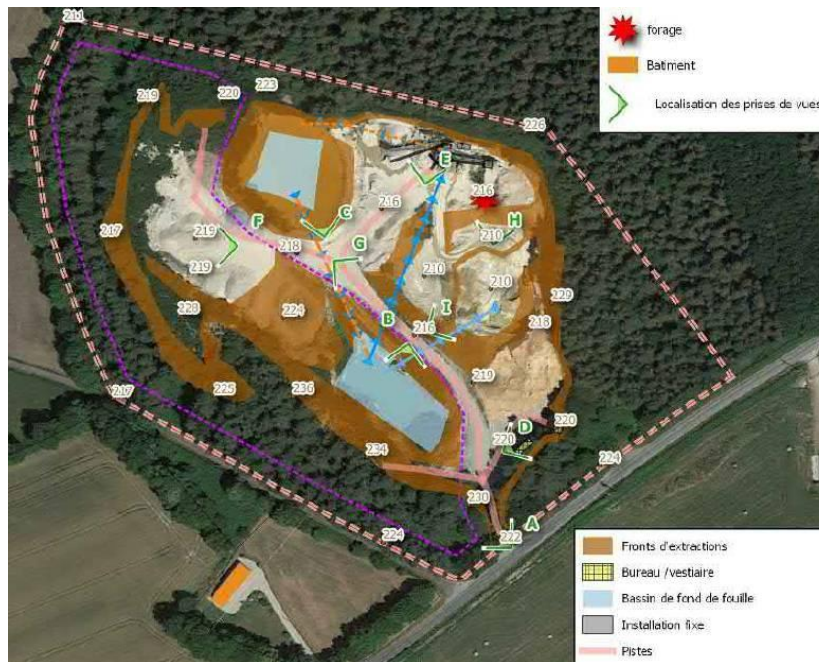 211
forage
Batiment
Localisation des prises de vues
219
220
223
226
E
216
216
217
F
C
H
219
218
G
210
219
210
210
228
224
I
229
B
216
218
219
217
225
236
D
220
220
234
224
230
A
224
222
Fronts d'extractions
Bureau /vestiaire
Bassin de fond de fouille
Installation fixe
Pistes